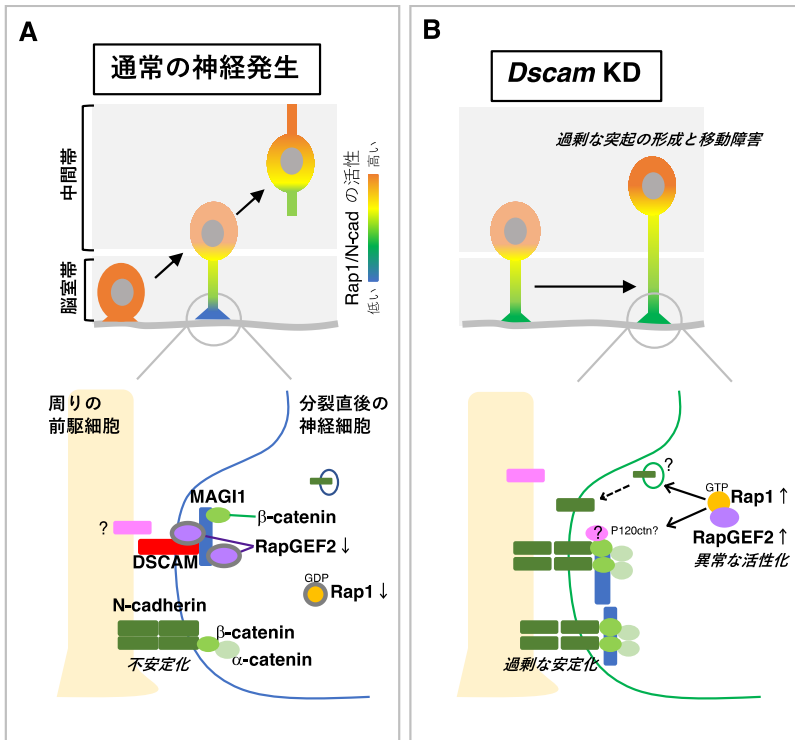 A
通常の神経発生
中間帯
脳室帯
Rap1/N-cad の活性
高い
低い
周りの
前駆細胞
分裂直後の
神経細胞
MAGI1
β-catenin
?
RapGEF2↓
DSCAM
GDP
Rap1↓
N-cadherin
β-catenin
α-catenin
不安定化
B
Dscam KD
過剰な突起の形成と移動障害
?
GTP
Rap1↑
?
P120ctn?
RapGEF2↑
異常な活性化
過剰な安定化